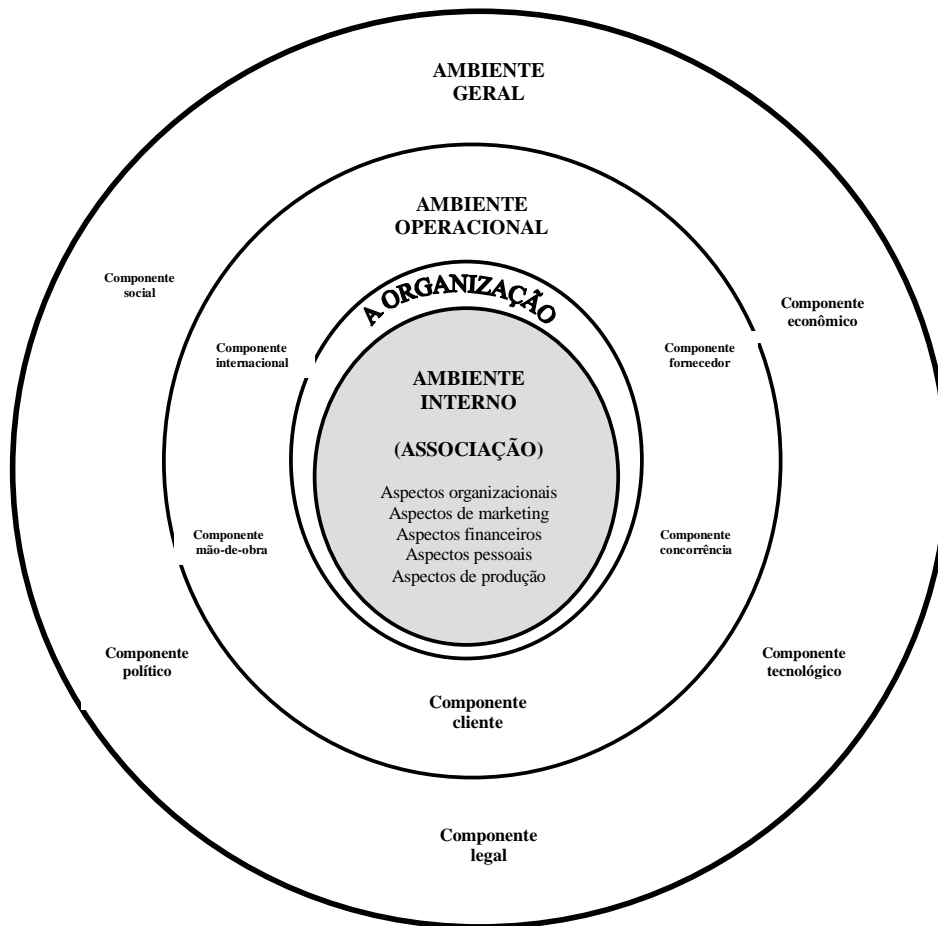 AMBIENTE
GERAL
AMBIENTE
OPERACIONAL
A ORGANIZAÇÃO
Componente
social
Componente
econômico
Componente
internacional
Componente
fornecedor
AMBIENTE
INTERNO
(ASSOCIAÇÃO)
Aspectos organizacionais
Aspectos de marketing
Aspectos financeiros
Aspectos pessoais
Aspectos de produção
Componente
mão-de-obra
Componente
concorrência
Componente
político
Componente
tecnológico
Componente
cliente
Componente
legal